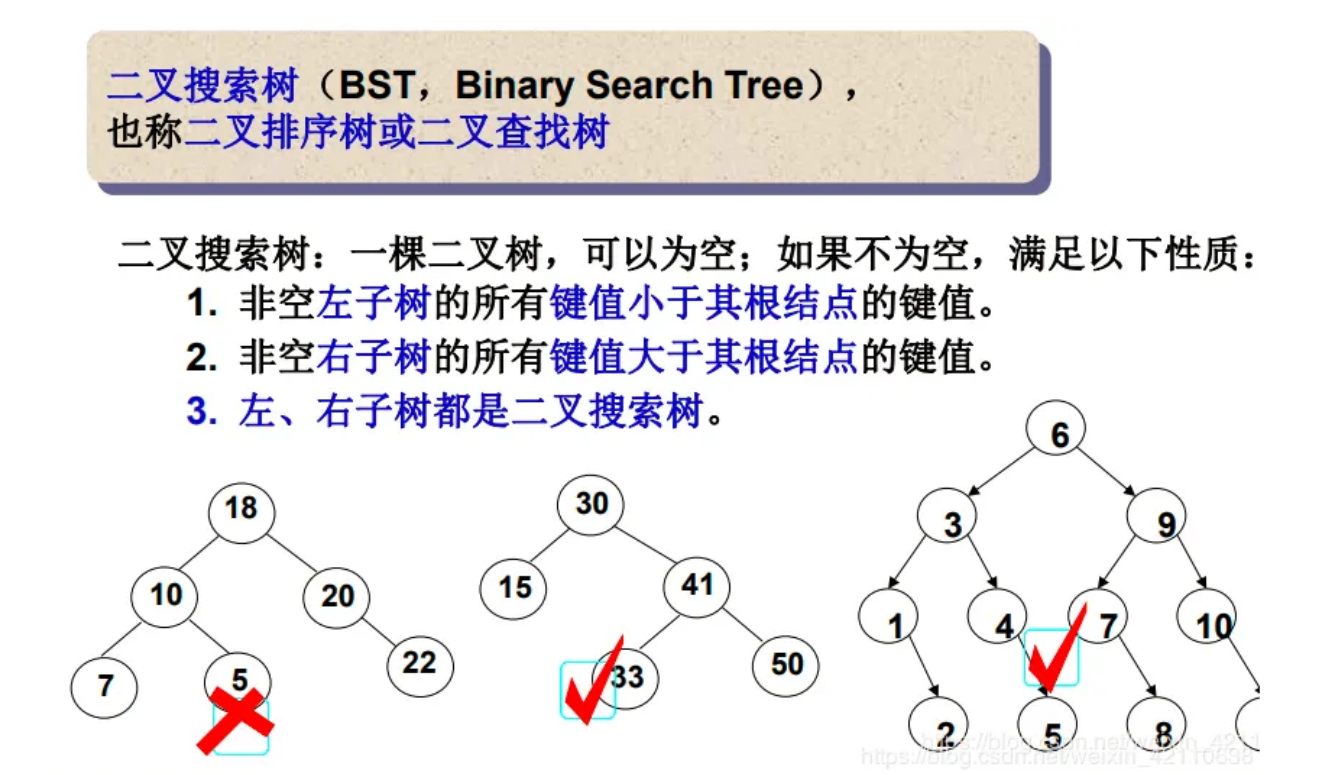 二叉搜索树（BST，Binary Search Tree），
也称二叉排序树或二叉查找树
二叉搜索树：一棵二叉树，可以为空；如果不为空，满足以下性质：
1. 非空左子树的所有键值小于其根结点的键值。
2. 非空右子树的所有键值大于其根结点的键值。
3. 左、右子树都是二叉搜索树。
18
10
20
7
5
22
30
15
41
33
50
6
3
9
1
4
7
10
2
5
8
https://blog.csdn.net/weixin_4211
https://blog.csdn.net/weixin_42110638